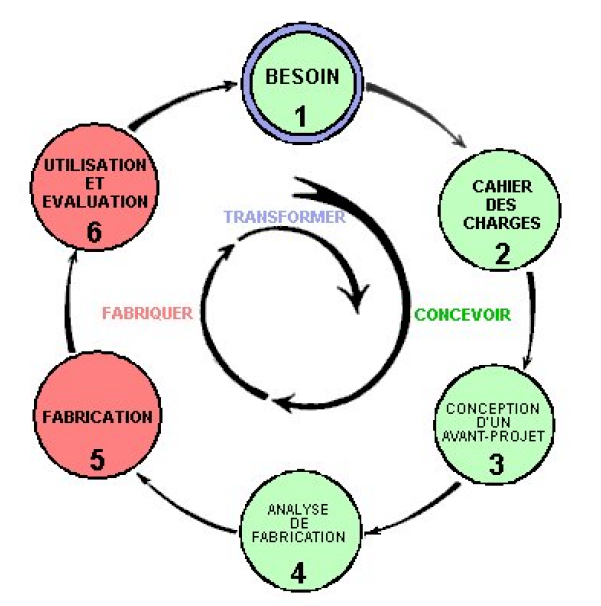 BESOIN
1
CAHIER
DES
CHARGES
2
CONCEPTION
D'UN
AVANT-PROJET
3
ANALYSE
DE
FABRICATION
4
FABRICATION
5
UTILISATION
ET
EVALUATION
6
TRANSFORMER
CONCEVOIR
FABRIQUER